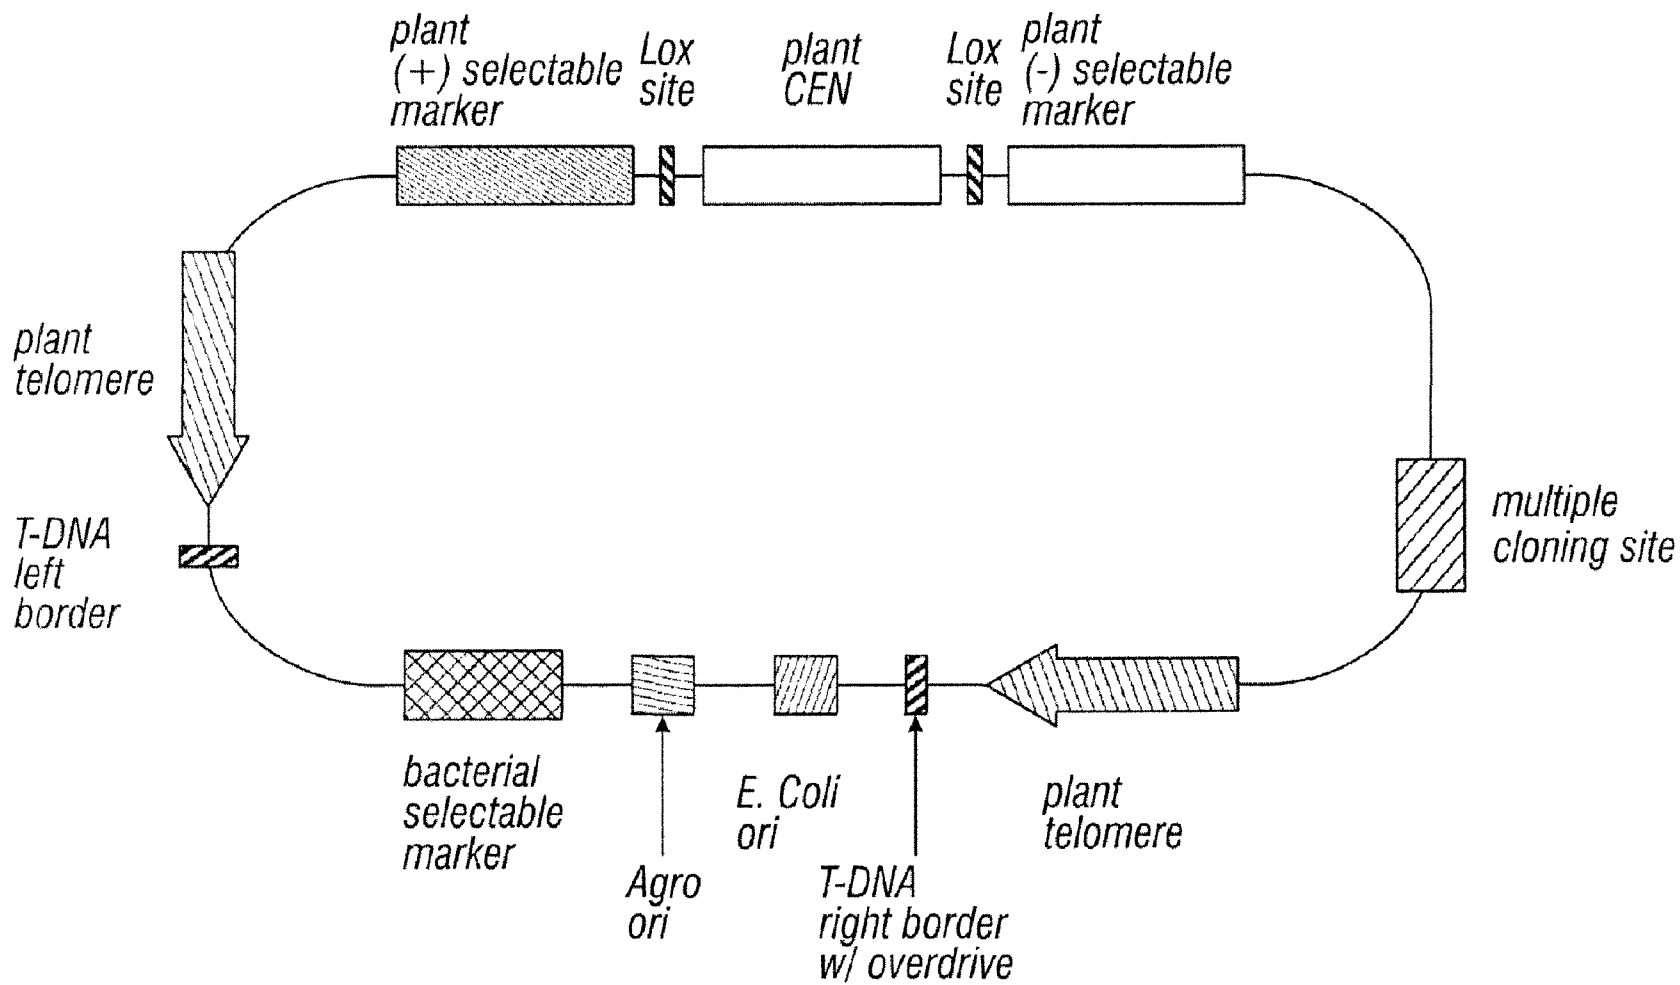 plant
(+) selectable
marker
Lox
site
plant
CEN
Lox
site
plant
(-) selectable
marker
plant
telomere
multiple
cloning site
T-DNA
left
border
bacterial
selectable
marker
E. Coli
ori
plant
telomere
Agro
ori
T-DNA
right border
w/ overdrive